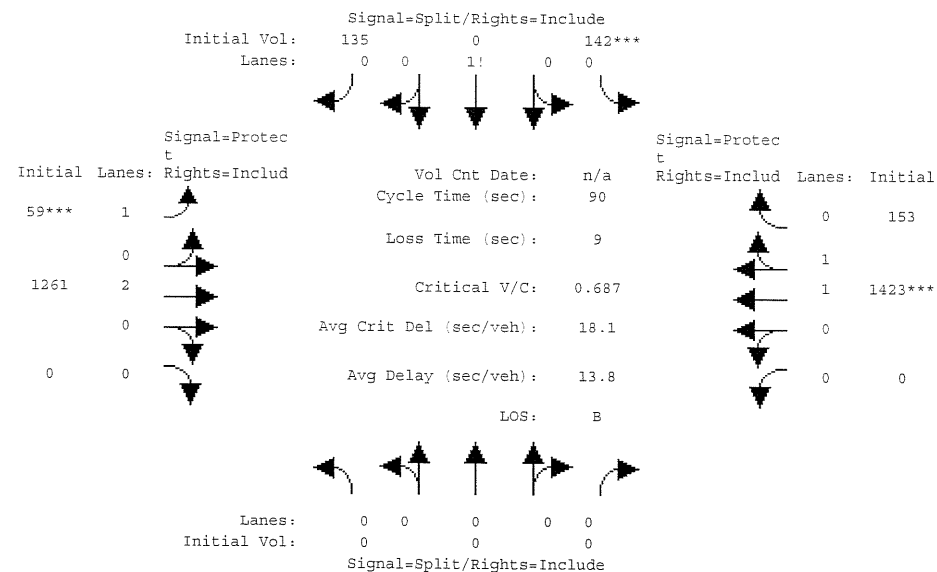 Signal=Split/Rights=Include
Initial Vol: 135 0 142***
Lanes: 0 0 1! 0 0
Signal=Protec
t
Rights=Includ
Signal=Protec
t
Rights=Includ
Initial Lanes:
Vol Cnt Date: n/a
Lanes: Initial
Cycle Time (sec): 90
59*** 1
0 153
Loss Time (sec): 9
0
1
1261 2
Critical V/C: 0.687
1 1423***
0
Avg Crit Del (sec/veh): 18.1
0
0 0
Avg Delay (sec/veh): 13.8
0 0
LOS: B
Lanes: 0 0 0 0 0
Initial Vol: 0 0 0
Signal=Split/Rights=Include